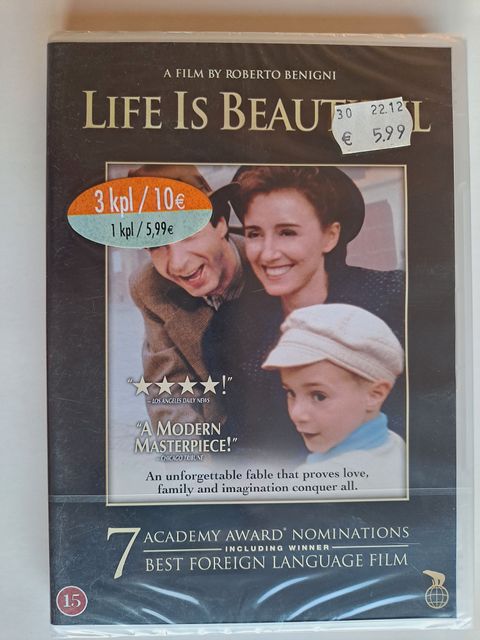 A FILM BY ROBERTO BENIGNI
LIFE IS BEAUT L
30 22.12
€ 5.99
3 kpl / 10€
1 kpl / 5,99€
"★★★★!"
– LOS ANGELES DAILY NEWS
"A MODERN
MASTERPIECE!"
– CHICAGO TRIBUNE
An unforgettable fable that proves love,
family and imagination conquer all.
7 ACADEMY AWARD® NOMINATIONS
INCLUDING WINNER
BEST FOREIGN LANGUAGE FILM
15